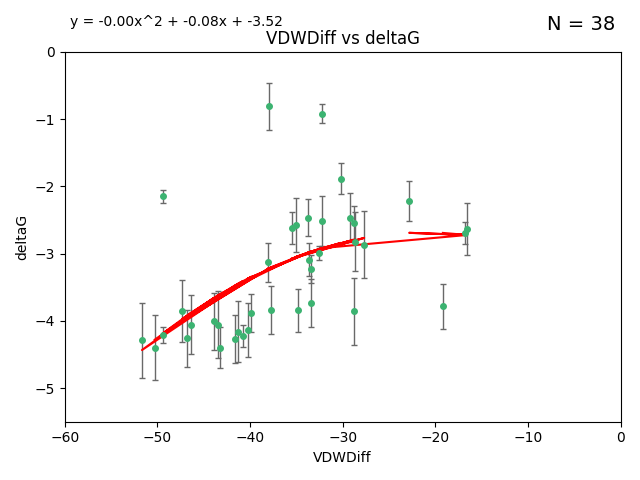 y = -0.00x^2 + -0.08x + -3.52
N = 38
VDWDiff vs deltaG
0
−1
−2
−3
−4
−5
deltaG
−60 −50 −40 −30 −20 −10 0
VDWDiff